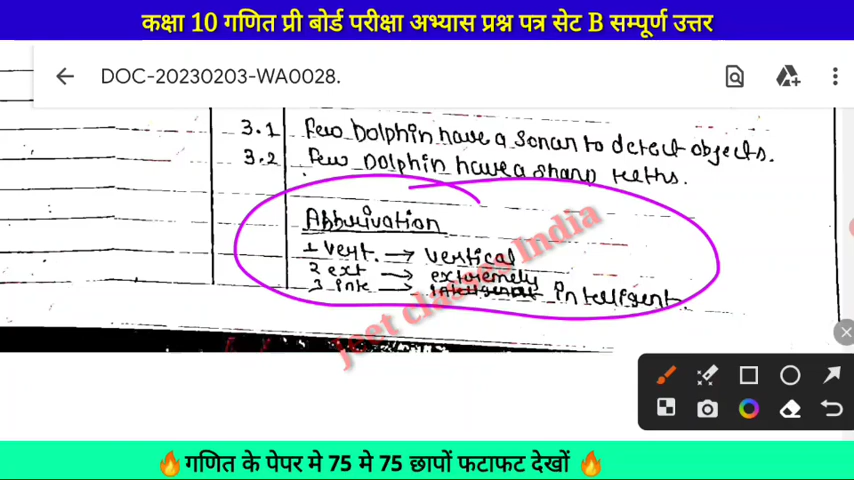 कक्षा 10 गणित प्री बोर्ड परीक्षा अभ्यास प्रश्न पत्र सेट B सम्पूर्ण उत्तर
DOC-20230203-WA0028.
3.1 Few Dolphin have a sonar to detect objects.
3.2 Few Dolphin have a sharp teeths.
Abbrivation
1 vert. → vertical
2 ext → extremely
3 inte → intelligent
jeet classes India
🔥गणित के पेपर मे 75 मे 75 छापों फटाफट देखों 🔥